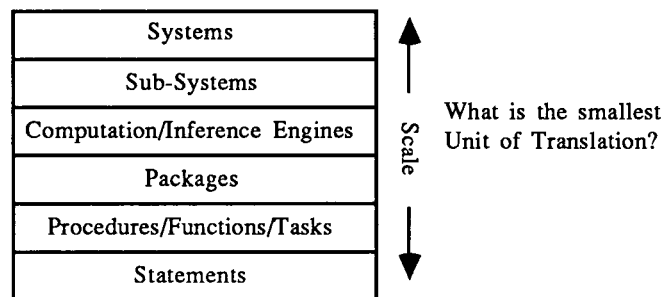 Systems
Sub-Systems
Computation/Inference Engines
Packages
Procedures/Functions/Tasks
Statements
Scale
What is the smallest
Unit of Translation?